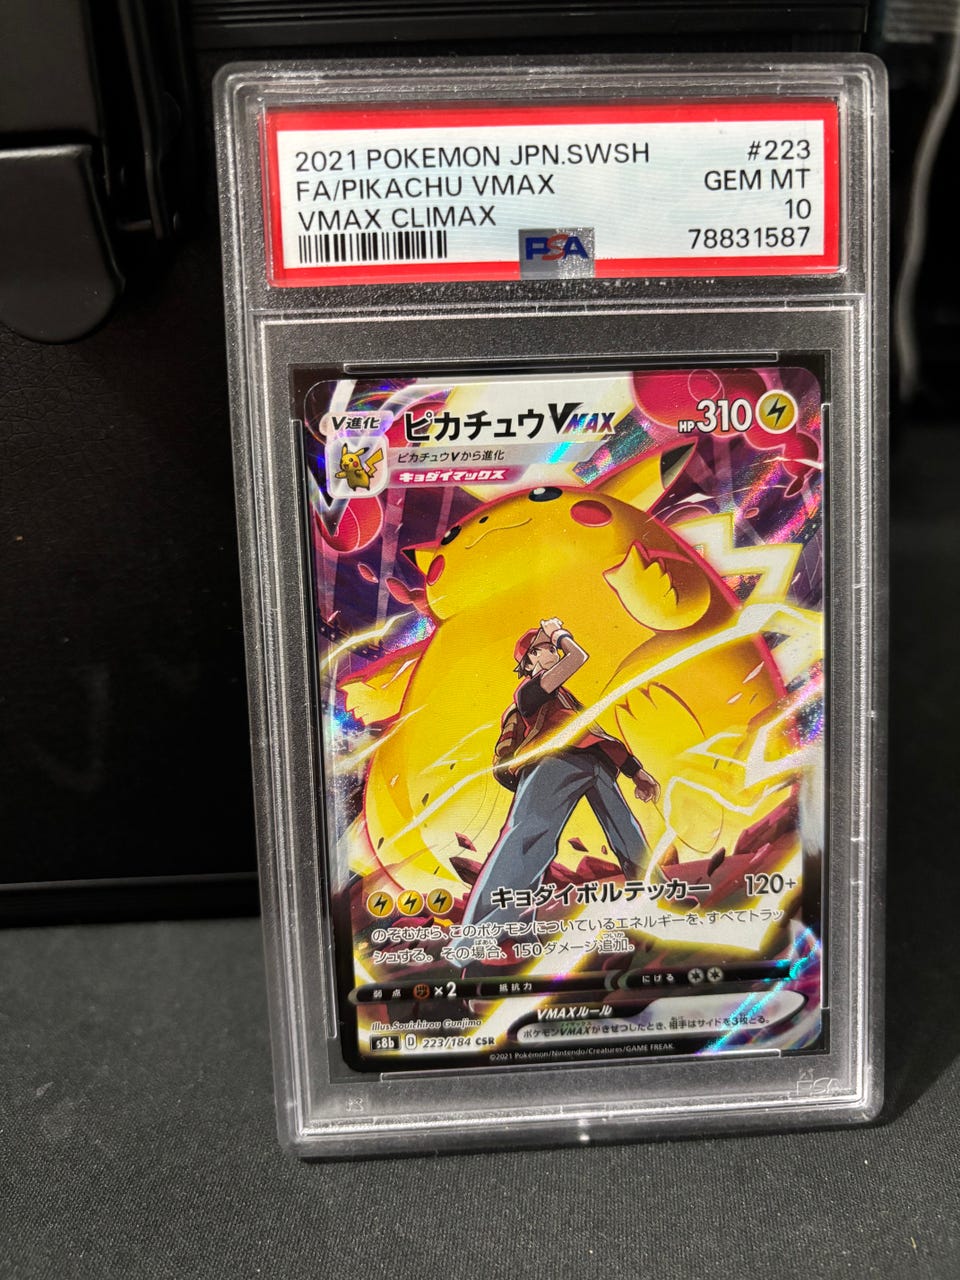 2021 POKEMON JPN.SWSH #223
FA/PIKACHU VMAX GEM MT
VMAX CLIMAX 10
78831587
PSA
V進化 ピカチュウVMAX HP310
ピカチュウVから進化
キョダイマックス
キョダイボルテッカー 120+
のぞむなら、このポケモンについているエネルギーを、すべてトラッ
シュする。その場合、150ダメージ追加。
弱点 ×2 抵抗力 にげる
VMAXルール
ポケモンVMAXがきぜつしたとき、相手はサイドを3枚とる。
Illus. Souichirou Gunjima
s8b D 223/184 CSR
©2021 Pokémon/Nintendo/Creatures/GAME FREAK.
PSA